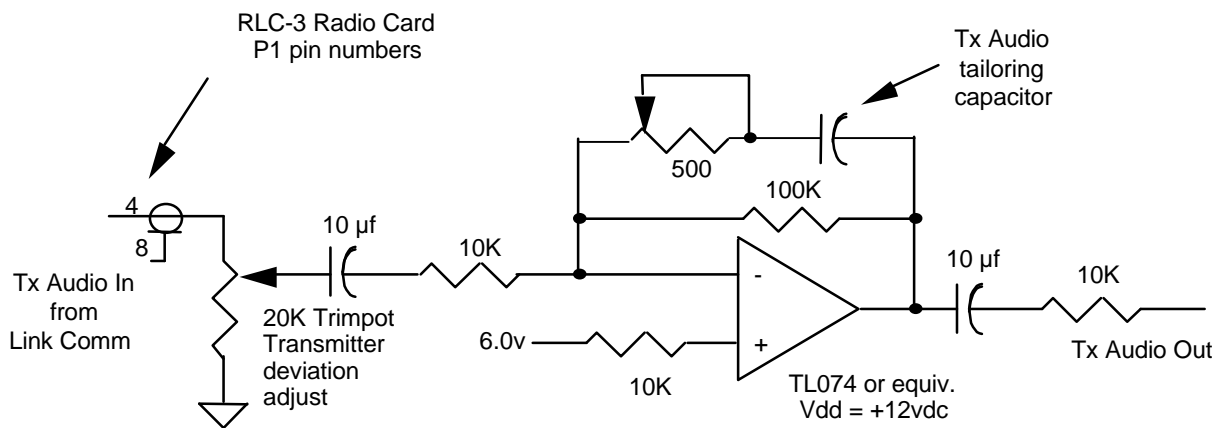 RLC-3 Radio Card
P1 pin numbers
Tx Audio
tailoring
capacitor
500
100K
4
8
10 µf
10K
Tx Audio In
from
Link Comm
20K Trimpot
Transmitter
deviation
adjust
6.0v
10K
-
+
TL074 or equiv.
Vdd = +12vdc
10 µf
10K
Tx Audio Out